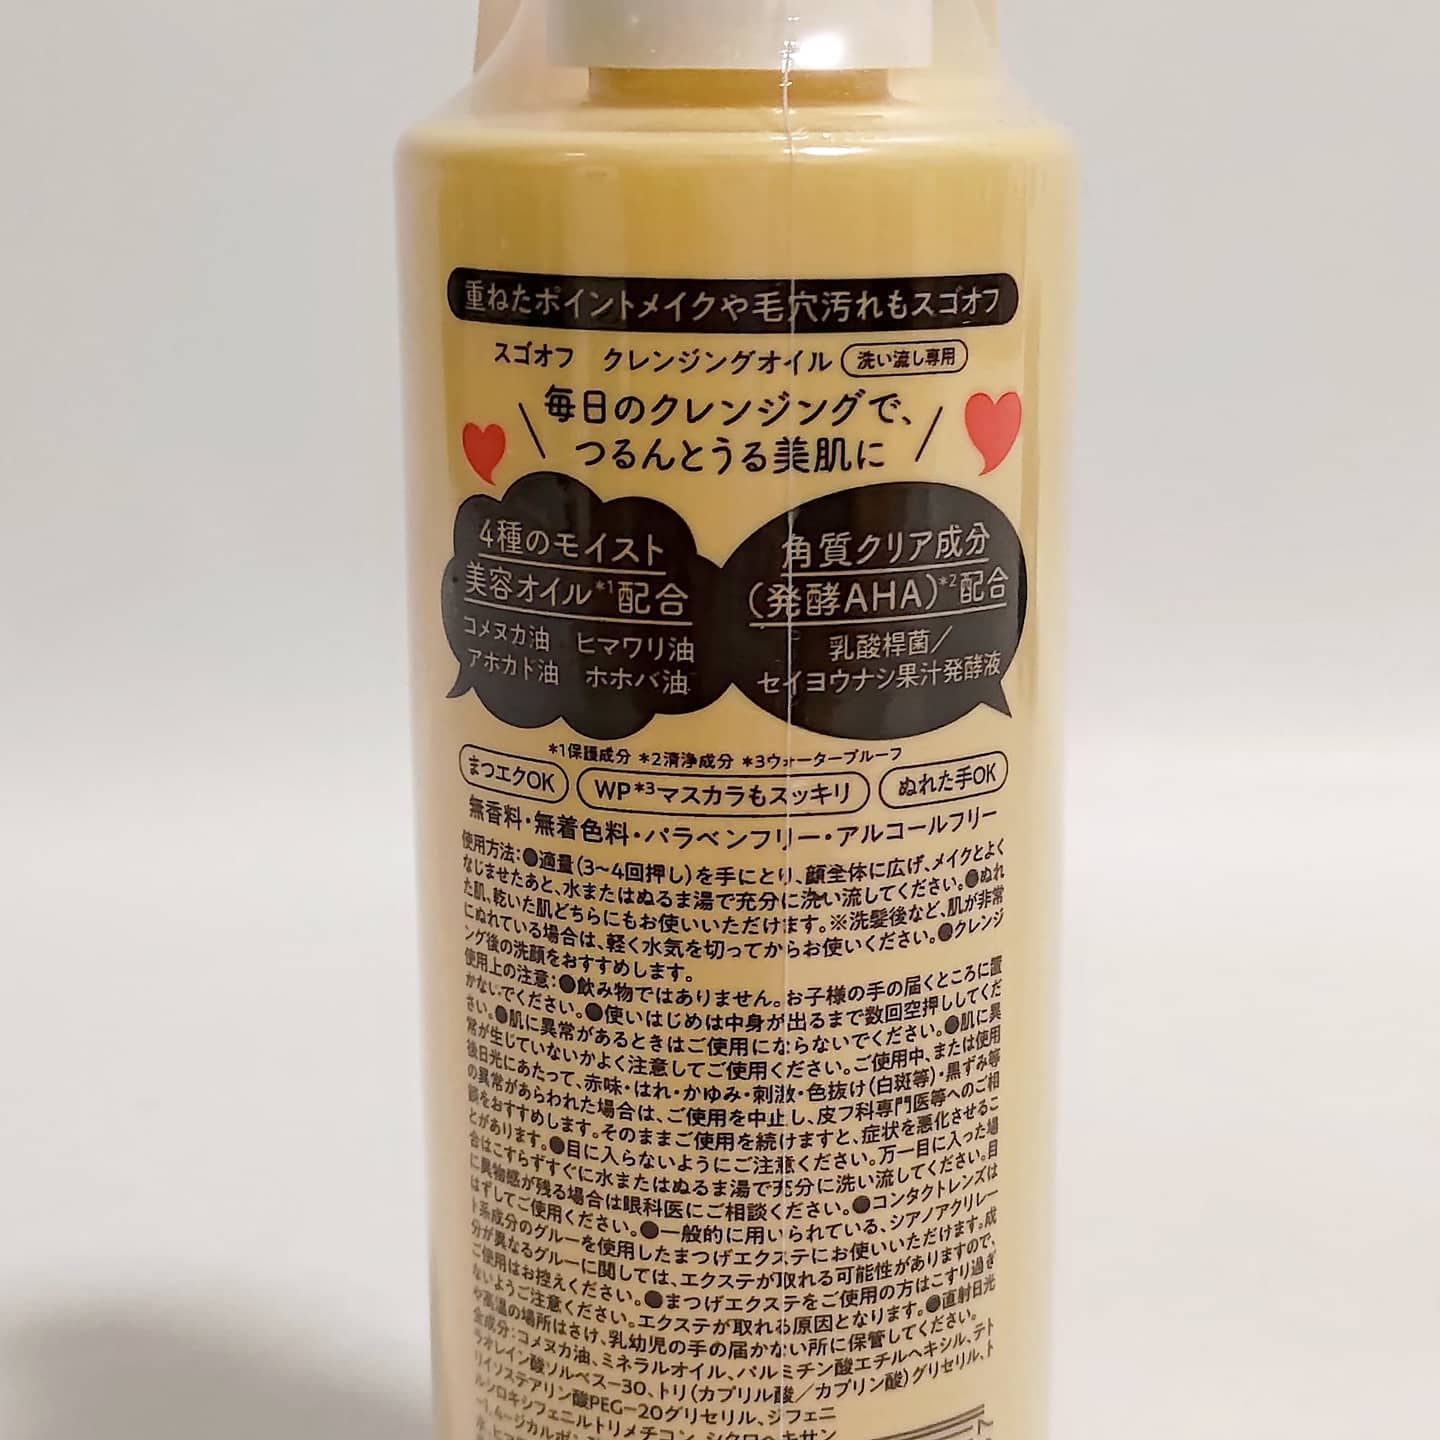 重ねたポイントメイクや毛穴汚れもスゴオフ
スゴオフ クレンジングオイル 洗い流し専用
毎日のクレンジングで、
つるんとうる美肌に
4種のモイスト
美容オイル*1配合
コメヌカ油 ヒマワリ油
アボカド油 ホホバ油
角質クリア成分
(発酵AHA)*2配合
乳酸桿菌/
セイヨウナシ果汁発酵液
*1保護成分 *2清浄成分 *3ウォータープルーフ
まつエクOK WP*3マスカラもスッキリ ぬれた手OK
無香料・無着色料・パラベンフリー・アルコールフリー
使用方法:●適量(3〜4回押し)を手にとり、顔全体に広げ、メイクとよく
なじませたあと、水またはぬるま湯で充分に洗い流してください。●ぬれ
た肌、乾いた肌どちらにもお使いいただけます。※洗髪後など、肌が非常
にぬれている場合は、軽く水気を切ってからお使いください。●クレンジ
ング後の洗顔をおすすめします。
使用上の注意:●飲み物ではありません。お子様の手の届くところに置
かないでください。●使いはじめは中身が出るまで数回空押ししてくだ
さい。●肌に異常があるときはご使用にならないでください。●肌に異
常が生じていないかよく注意してご使用ください。ご使用中、または使用
後日光にあたって、赤味・はれ・かゆみ・刺激・色抜け(白斑等)・黒ずみ等
の異常があらわれた場合は、ご使用を中止し、皮フ科専門医等へのご相
談をおすすめします。そのままご使用を続けますと、症状を悪化させるこ
とがあります。●目に入らないようにご注意ください。万一目に入った場
合はこすらずすぐに水またはぬるま湯で充分に洗い流してください。目
に異物感が残る場合は眼科医にご相談ください。●コンタクトレンズは
はずしてご使用ください。●一般的に用いられている、シアノアクリレー
ト系成分のグルーを使用したまつげエクステにお使いいただけます。成
分が異なるグルーに関しては、エクステが取れる可能性がありますので、
ご使用はお控えください。●まつげエクステをご使用の方はこすり過ぎ
ないようご注意ください。エクステが取れる原因となります。●直射日光
や高温の場所はさけ、乳幼児の手の届かない所に保管してください。
全成分:コメヌカ油、ミネラルオイル、パルミチン酸エチルヘキシル、テト
ラオレイン酸ソルベス-30、トリ(カプリル酸/カプリン酸)グリセリル、ト
リイソステアリン酸PEG-20グリセリル、ジフェニ
ルシロキシフェニルトリメチコン、シクロヘキサン
-1,4-ジカルボン